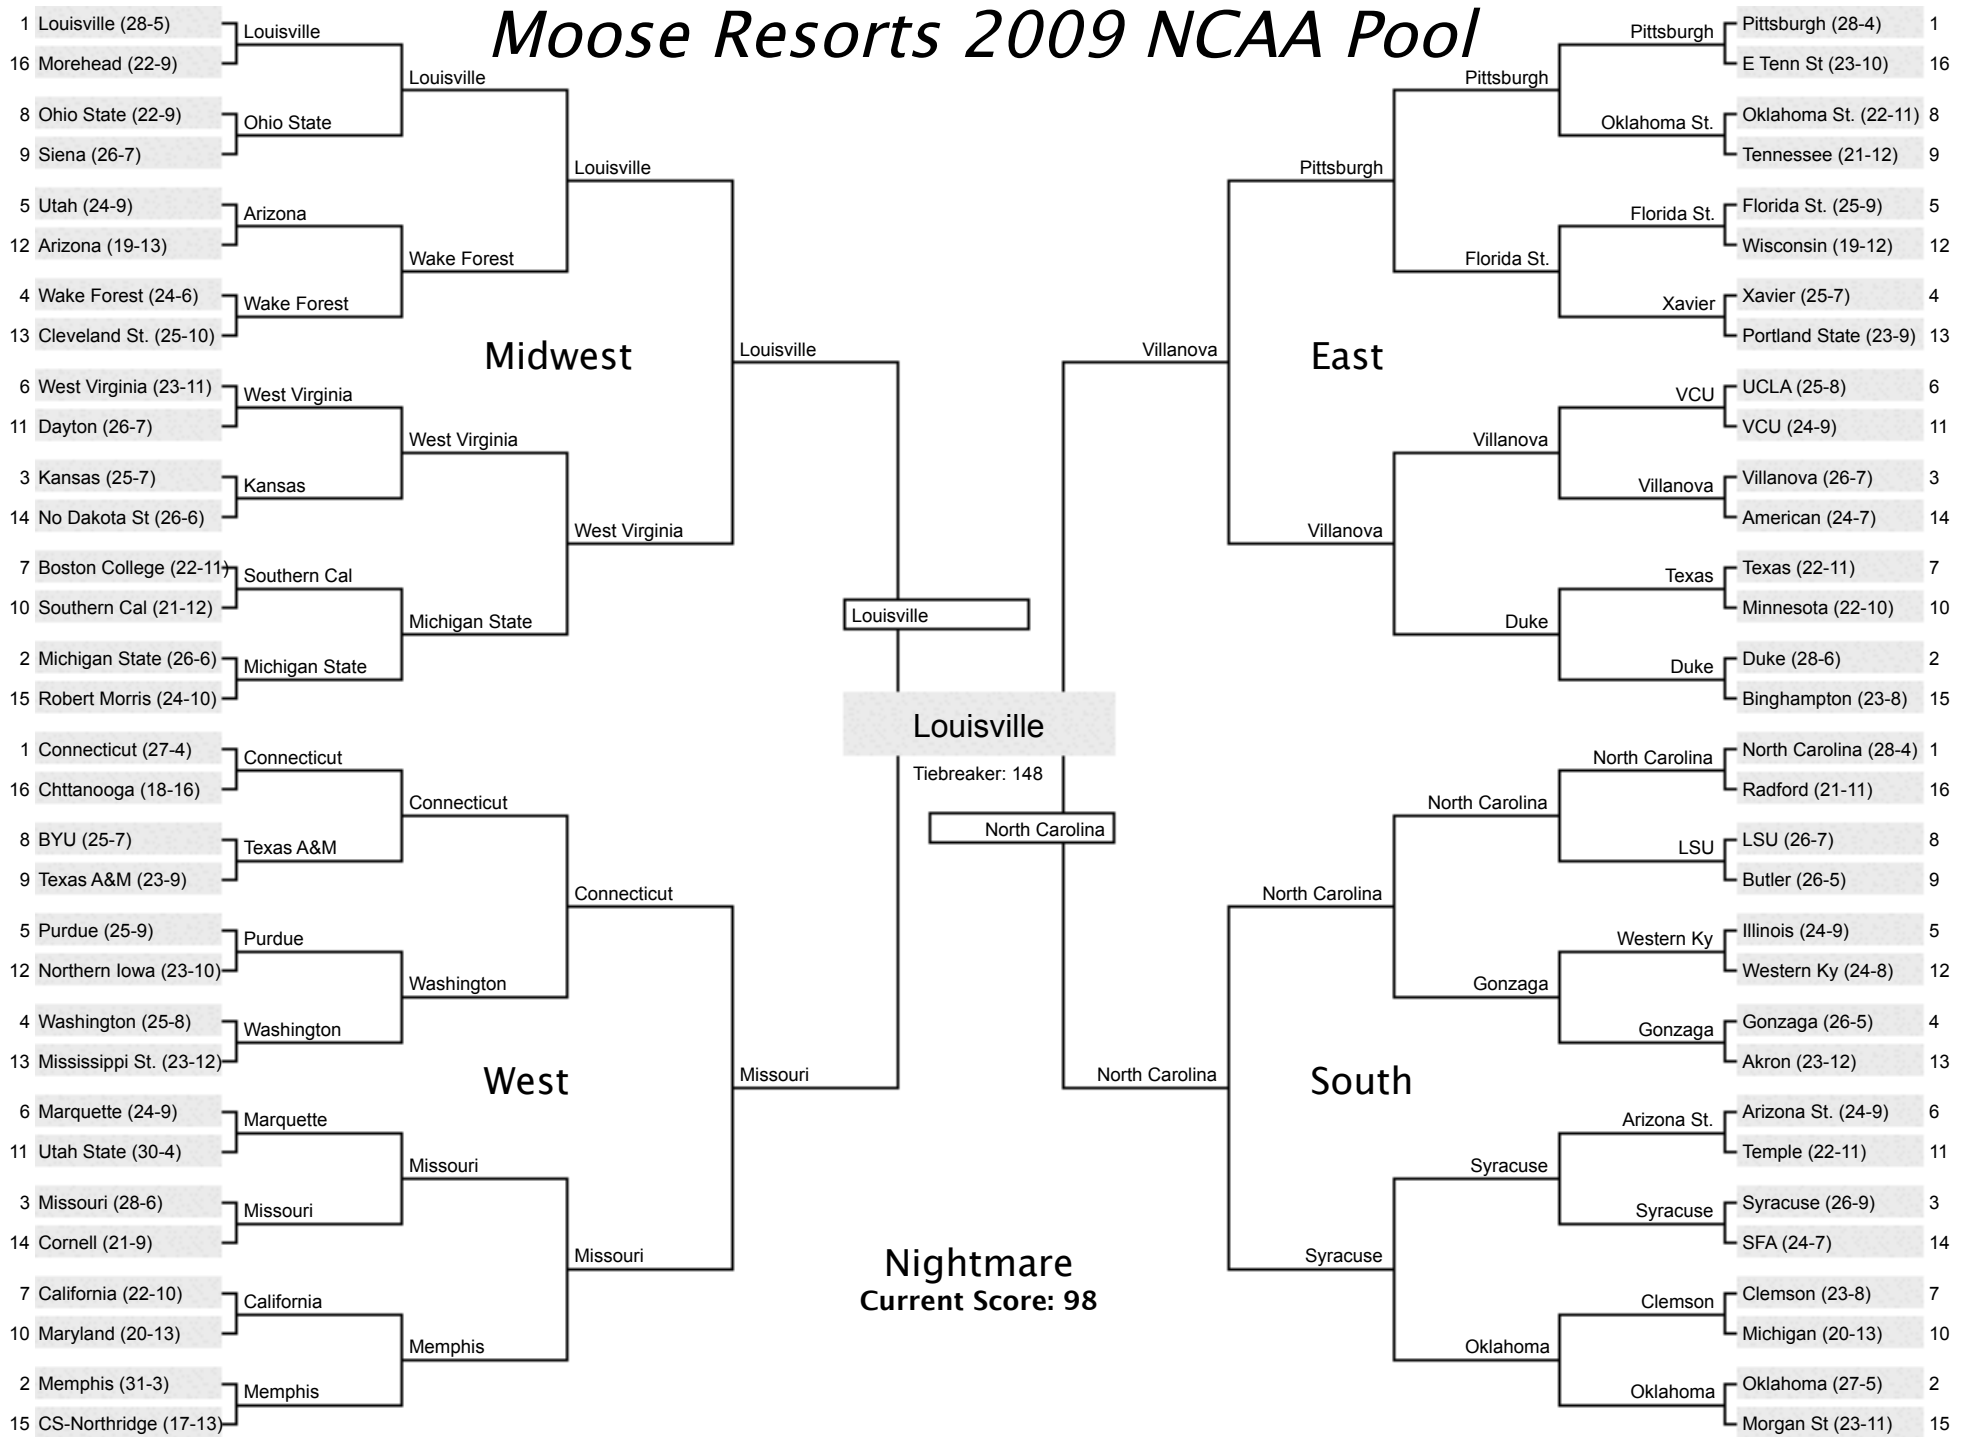 Moose Resorts 2009 NCAA Pool
1 Louisville (28-5)
16 Morehead (22-9)
8 Ohio State (22-9)
9 Siena (26-7)
5 Utah (24-9)
12 Arizona (19-13)
4 Wake Forest (24-6)
13 Cleveland St. (25-10)
6 West Virginia (23-11)
11 Dayton (26-7)
3 Kansas (25-7)
14 No Dakota St (26-6)
7 Boston College (22-11)
10 Southern Cal (21-12)
2 Michigan State (26-6)
15 Robert Morris (24-10)
Louisville
Ohio State
Arizona
Wake Forest
West Virginia
Kansas
Southern Cal
Michigan State
Louisville
Wake Forest
West Virginia
Michigan State
Louisville
West Virginia
Midwest
Louisville
1 Connecticut (27-4)
16 Chttanooga (18-16)
8 BYU (25-7)
9 Texas A&M (23-9)
5 Purdue (25-9)
12 Northern Iowa (23-10)
4 Washington (25-8)
13 Mississippi St. (23-12)
6 Marquette (24-9)
11 Utah State (30-4)
3 Missouri (28-6)
14 Cornell (21-9)
7 California (22-10)
10 Maryland (20-13)
2 Memphis (31-3)
15 CS-Northridge (17-13)
Connecticut
Texas A&M
Purdue
Washington
Marquette
Missouri
California
Memphis
Connecticut
Washington
Missouri
Memphis
Connecticut
Missouri
West
Missouri
Louisville
Louisville
Tiebreaker: 148
North Carolina
Nightmare
Current Score: 98
Villanova
East
Pittsburgh
Villanova
Pittsburgh
Florida St.
Villanova
Duke
Pittsburgh
Oklahoma St.
Florida St.
Xavier
VCU
Villanova
Texas
Duke
Pittsburgh (28-4) 1
E Tenn St (23-10) 16
Oklahoma St. (22-11) 8
Tennessee (21-12) 9
Florida St. (25-9) 5
Wisconsin (19-12) 12
Xavier (25-7) 4
Portland State (23-9) 13
UCLA (25-8) 6
VCU (24-9) 11
Villanova (26-7) 3
American (24-7) 14
Texas (22-11) 7
Minnesota (22-10) 10
Duke (28-6) 2
Binghampton (23-8) 15
North Carolina
South
North Carolina
Syracuse
North Carolina
Gonzaga
Syracuse
Oklahoma
North Carolina
LSU
Western Ky
Gonzaga
Arizona St.
Syracuse
Clemson
Oklahoma
North Carolina (28-4) 1
Radford (21-11) 16
LSU (26-7) 8
Butler (26-5) 9
Illinois (24-9) 5
Western Ky (24-8) 12
Gonzaga (26-5) 4
Akron (23-12) 13
Arizona St. (24-9) 6
Temple (22-11) 11
Syracuse (26-9) 3
SFA (24-7) 14
Clemson (23-8) 7
Michigan (20-13) 10
Oklahoma (27-5) 2
Morgan St (23-11) 15